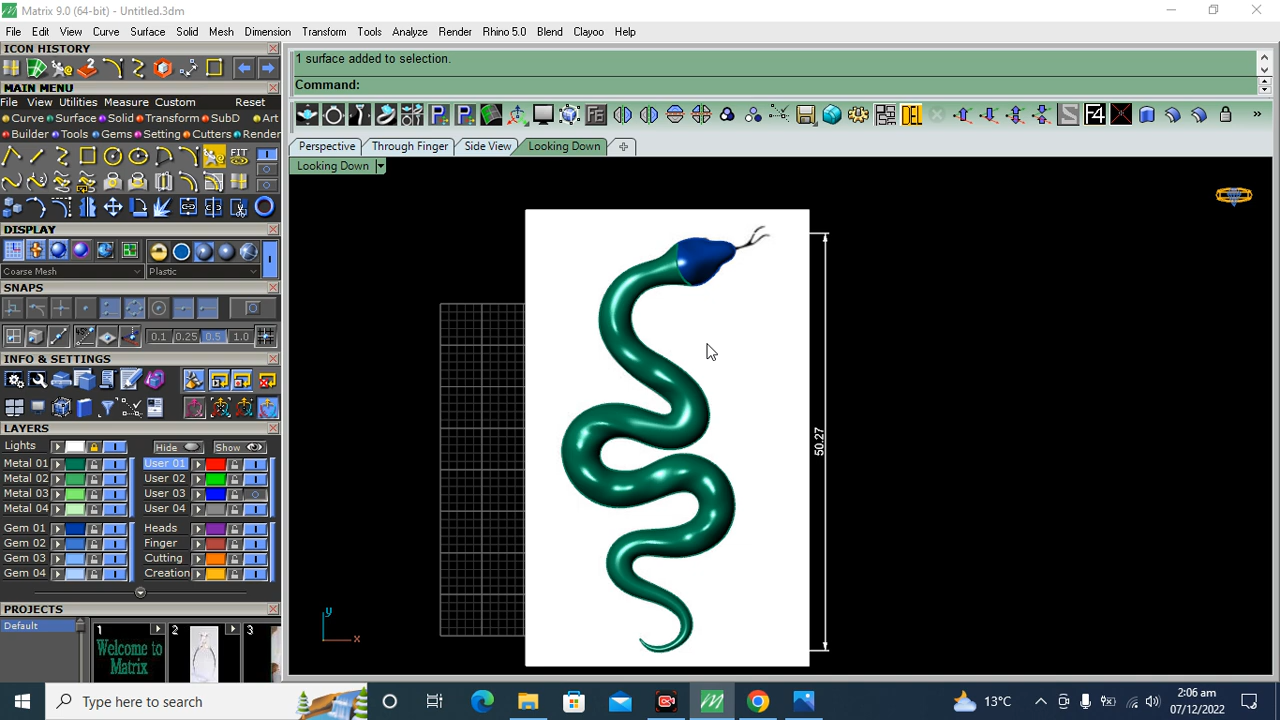 Matrix 9.0 (64-bit) - Untitled.3dm
File Edit View Curve Surface Solid Mesh Dimension Transform Tools Analyze Render Rhino 5.0 Blend Clayoo Help
ICON HISTORY
1 surface added to selection.
Command:
MAIN MENU
File View Utilities Measure Custom Reset
Curve Surface Solid Transform SubD Art
Builder Tools Gems Setting Cutters Render
FIT
F4
DEL
»
Perspective Through Finger Side View Looking Down
Looking Down
DISPLAY
Coarse Mesh Plastic
SNAPS
0.1 0.25 0.5 1.0
INFO & SETTINGS
LAYERS
Lights Hide Show
Metal 01 User 01
Metal 02 User 02
Metal 03 User 03
Metal 04 User 04
Gem 01 Heads
Gem 02 Finger
Gem 03 Cutting
Gem 04 Creation
PROJECTS
Default
1 2 3
Welcome to
Matrix
50.27
y
x
Type here to search
13°C
2:06 am
07/12/2022